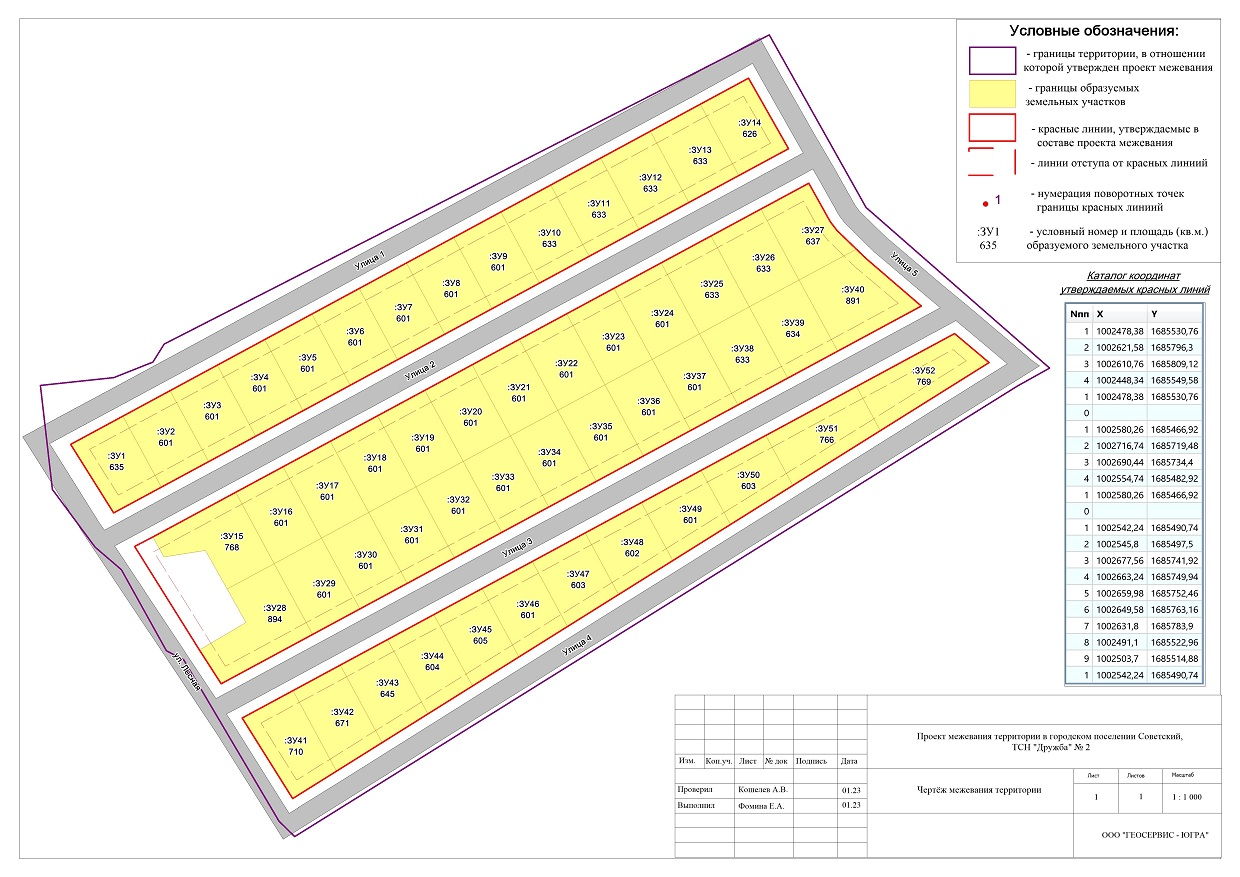 Условные обозначения:
- границы территории, в отношении
которой утвержден проект межевания
- границы образуемых
земельных участков
- красные линии, утверждаемые в
составе проекта межевания
- линии отступа от красных линиий
1
- нумерация поворотных точек
границы красных линиий
:ЗУ1
635
- условный номер и площадь (кв.м.)
образуемого земельного участка
Каталог координат
утверждаемых красных линий
Nпп X Y
1 1002478,38 1685530,76
2 1002621,58 1685796,3
3 1002610,76 1685809,12
4 1002448,34 1685549,58
1 1002478,38 1685530,76
0
1 1002580,26 1685466,92
2 1002716,74 1685719,48
3 1002690,44 1685734,4
4 1002554,74 1685482,92
1 1002580,26 1685466,92
0
1 1002542,24 1685490,74
2 1002545,8 1685497,5
3 1002677,56 1685741,92
4 1002663,24 1685749,94
5 1002659,98 1685752,46
6 1002649,58 1685763,16
7 1002631,8 1685783,9
8 1002491,1 1685522,96
9 1002503,7 1685514,88
1 1002542,24 1685490,74
Улица 1
Улица 2
Улица 3
Улица 4
Улица 5
ул. Лесная
:ЗУ1
635
:ЗУ2
601
:ЗУ3
601
:ЗУ4
601
:ЗУ5
601
:ЗУ6
601
:ЗУ7
601
:ЗУ8
601
:ЗУ9
601
:ЗУ10
633
:ЗУ11
633
:ЗУ12
633
:ЗУ13
633
:ЗУ14
626
:ЗУ15
768
:ЗУ16
601
:ЗУ17
601
:ЗУ18
601
:ЗУ19
601
:ЗУ20
601
:ЗУ21
601
:ЗУ22
601
:ЗУ23
601
:ЗУ24
601
:ЗУ25
633
:ЗУ26
633
:ЗУ27
637
:ЗУ28
894
:ЗУ29
601
:ЗУ30
601
:ЗУ31
601
:ЗУ32
601
:ЗУ33
601
:ЗУ34
601
:ЗУ35
601
:ЗУ36
601
:ЗУ37
601
:ЗУ38
633
:ЗУ39
634
:ЗУ40
891
:ЗУ41
710
:ЗУ42
671
:ЗУ43
645
:ЗУ44
604
:ЗУ45
605
:ЗУ46
601
:ЗУ47
603
:ЗУ48
602
:ЗУ49
601
:ЗУ50
603
:ЗУ51
766
:ЗУ52
769
Проект межевания территории в городском поселении Советский,
ТСН "Дружба" № 2
Изм. Кол.уч. Лист № док Подпись Дата
Лист Листов Масштаб
Проверил Кошелев А.В. 01.23
Чертёж межевания территории
1 1 1 : 1 000
Выполнил Фомина Е.А. 01.23
ООО "ГЕОСЕРВИС - ЮГРА"